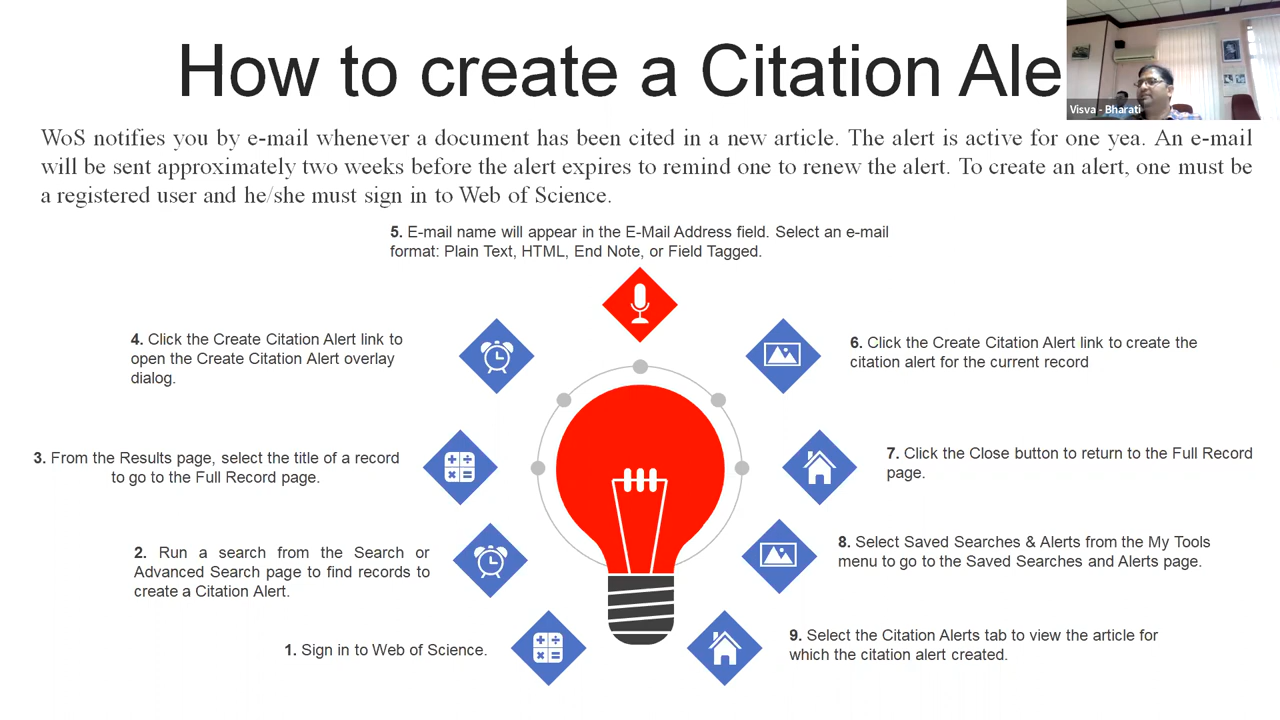 How to create a Citation Ale
Visva - Bharati
WoS notifies you by e-mail whenever a document has been cited in a new article. The alert is active for one yea. An e-mail
will be sent approximately two weeks before the alert expires to remind one to renew the alert. To create an alert, one must be
a registered user and he/she must sign in to Web of Science.
5. E-mail name will appear in the E-Mail Address field. Select an e-mail
format: Plain Text, HTML, End Note, or Field Tagged.
4. Click the Create Citation Alert link to
open the Create Citation Alert overlay
dialog.
6. Click the Create Citation Alert link to create the
citation alert for the current record
3. From the Results page, select the title of a record
to go to the Full Record page.
7. Click the Close button to return to the Full Record
page.
2. Run a search from the Search or
Advanced Search page to find records to
create a Citation Alert.
8. Select Saved Searches & Alerts from the My Tools
menu to go to the Saved Searches and Alerts page.
1. Sign in to Web of Science.
9. Select the Citation Alerts tab to view the article for
which the citation alert created.